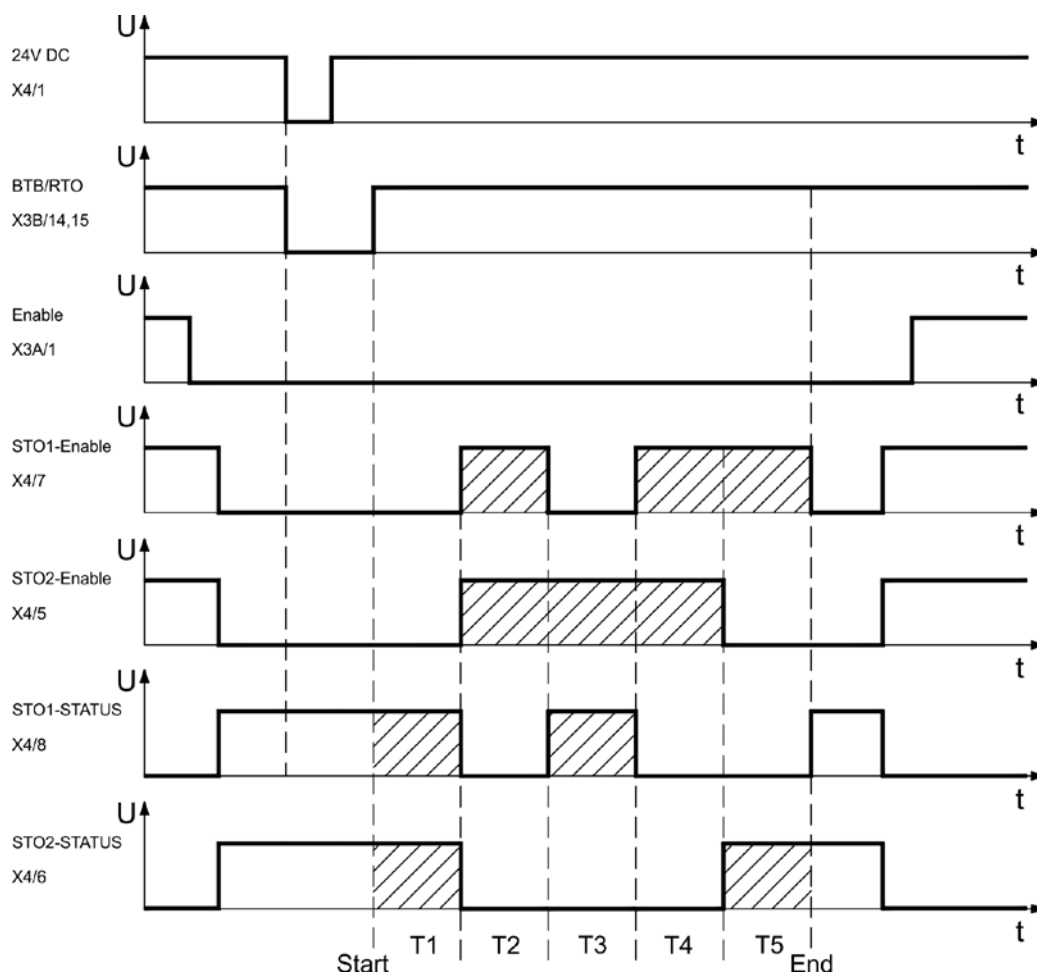 U
24V DC
X4/1
t
U
BTB/RTO
X3B/14,15
t
U
Enable
X3A/1
t
U
STO1-Enable
X4/7
t
U
STO2-Enable
X4/5
t
U
STO1-STATUS
X4/8
t
U
STO2-STATUS
X4/6
t
T1 T2 T3 T4 T5
Start End